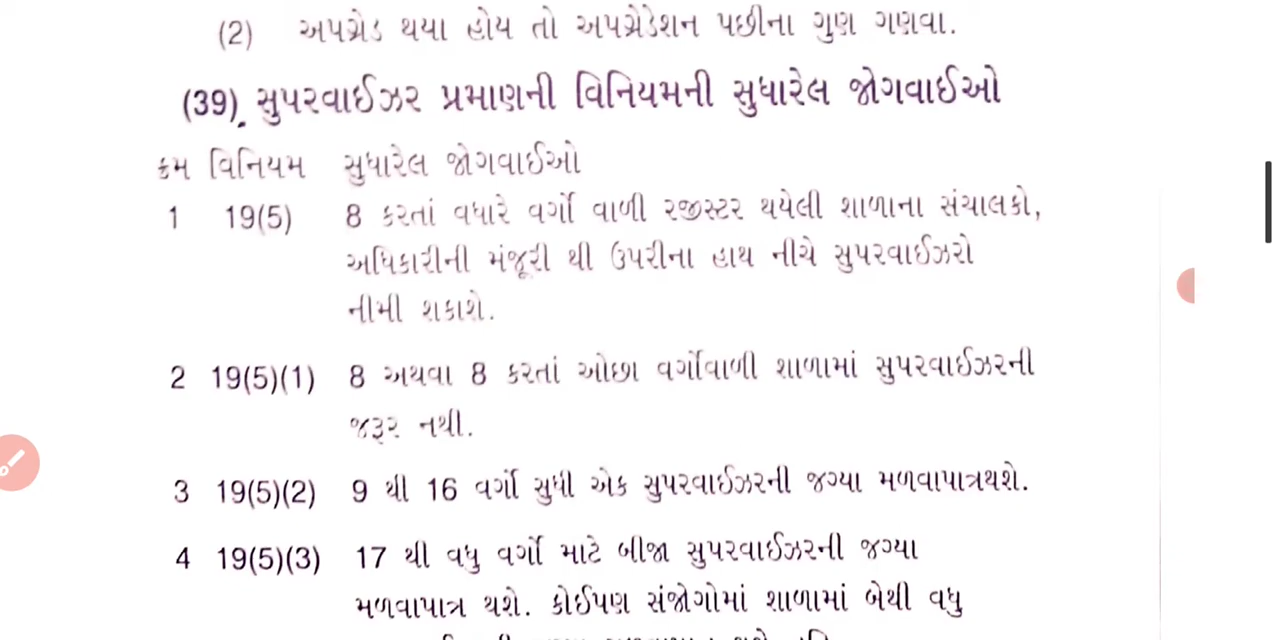 (2) અપગ્રેડ થયા હોય તો અપગ્રેડેશન પછીના ગુણ ગણવા.
(39) સુપરવાઈઝર પ્રમાણની વિનિયમની સુધારેલ જોગવાઈઓ
ક્રમ વિનિયમ સુધારેલ જોગવાઈઓ
1 19(5) 8 કરતાં વધારે વર્ગો વાળી રજીસ્ટર થયેલી શાળાના સંચાલકો,
અધિકારીની મંજૂરી થી ઉપરીના હાથ નીચે સુપરવાઈઝરો
નીમી શકાશે.
2 19(5)(1) 8 અથવા 8 કરતાં ઓછા વર્ગોવાળી શાળામાં સુપરવાઈઝરની
જરૂર નથી.
3 19(5)(2) 9 થી 16 વર્ગો સુધી એક સુપરવાઈઝરની જગ્યા મળવાપાત્રથશે.
4 19(5)(3) 17 થી વધુ વર્ગો માટે બીજા સુપરવાઈઝરની જગ્યા
મળવાપાત્ર થશે. કોઈપણ સંજોગોમાં શાળામાં બેથી વધુ